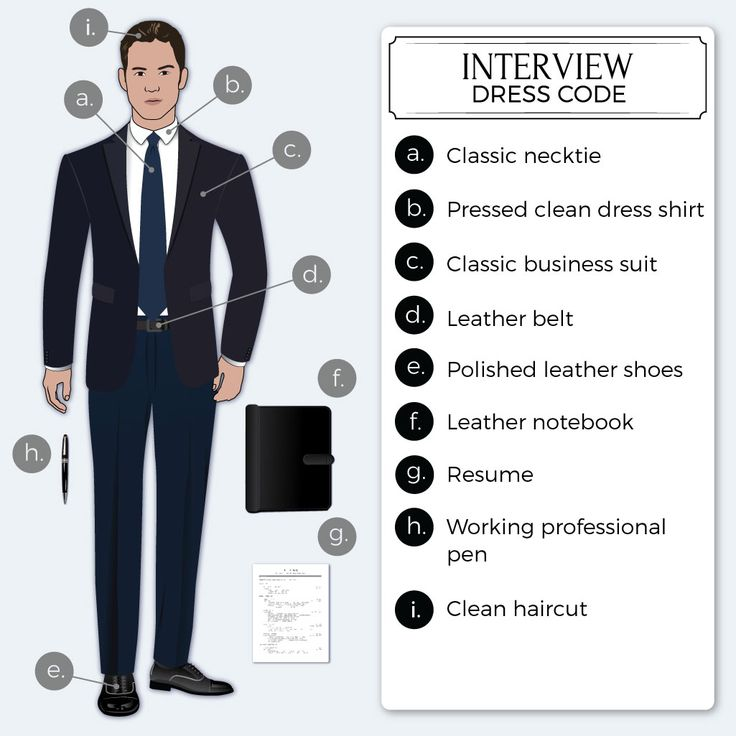 i.
a.
b.
c.
d.
f.
h.
g.
e.
INTERVIEW
DRESS CODE
a. Classic necktie
b. Pressed clean dress shirt
c. Classic business suit
d. Leather belt
e. Polished leather shoes
f. Leather notebook
g. Resume
h. Working professional
pen
i. Clean haircut